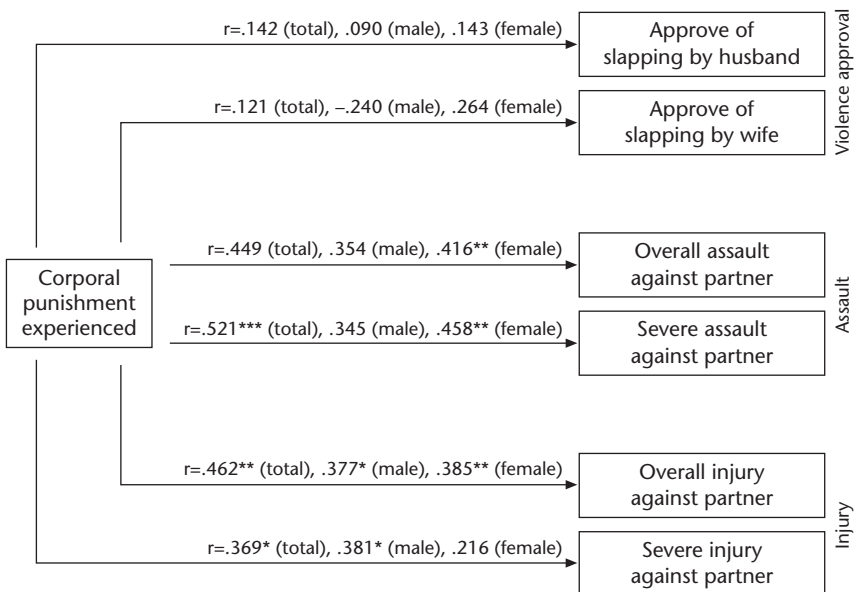 r=.142 (total), .090 (male), .143 (female)
Approve of
slapping by husband
r=.121 (total), –.240 (male), .264 (female)
Approve of
slapping by wife
Violence approval
r=.449 (total), .354 (male), .416** (female)
Overall assault
against partner
Corporal
punishment
experienced
r=.521*** (total), .345 (male), .458** (female)
Severe assault
against partner
Assault
r=.462** (total), .377* (male), .385** (female)
Overall injury
against partner
r=.369* (total), .381* (male), .216 (female)
Severe injury
against partner
Injury